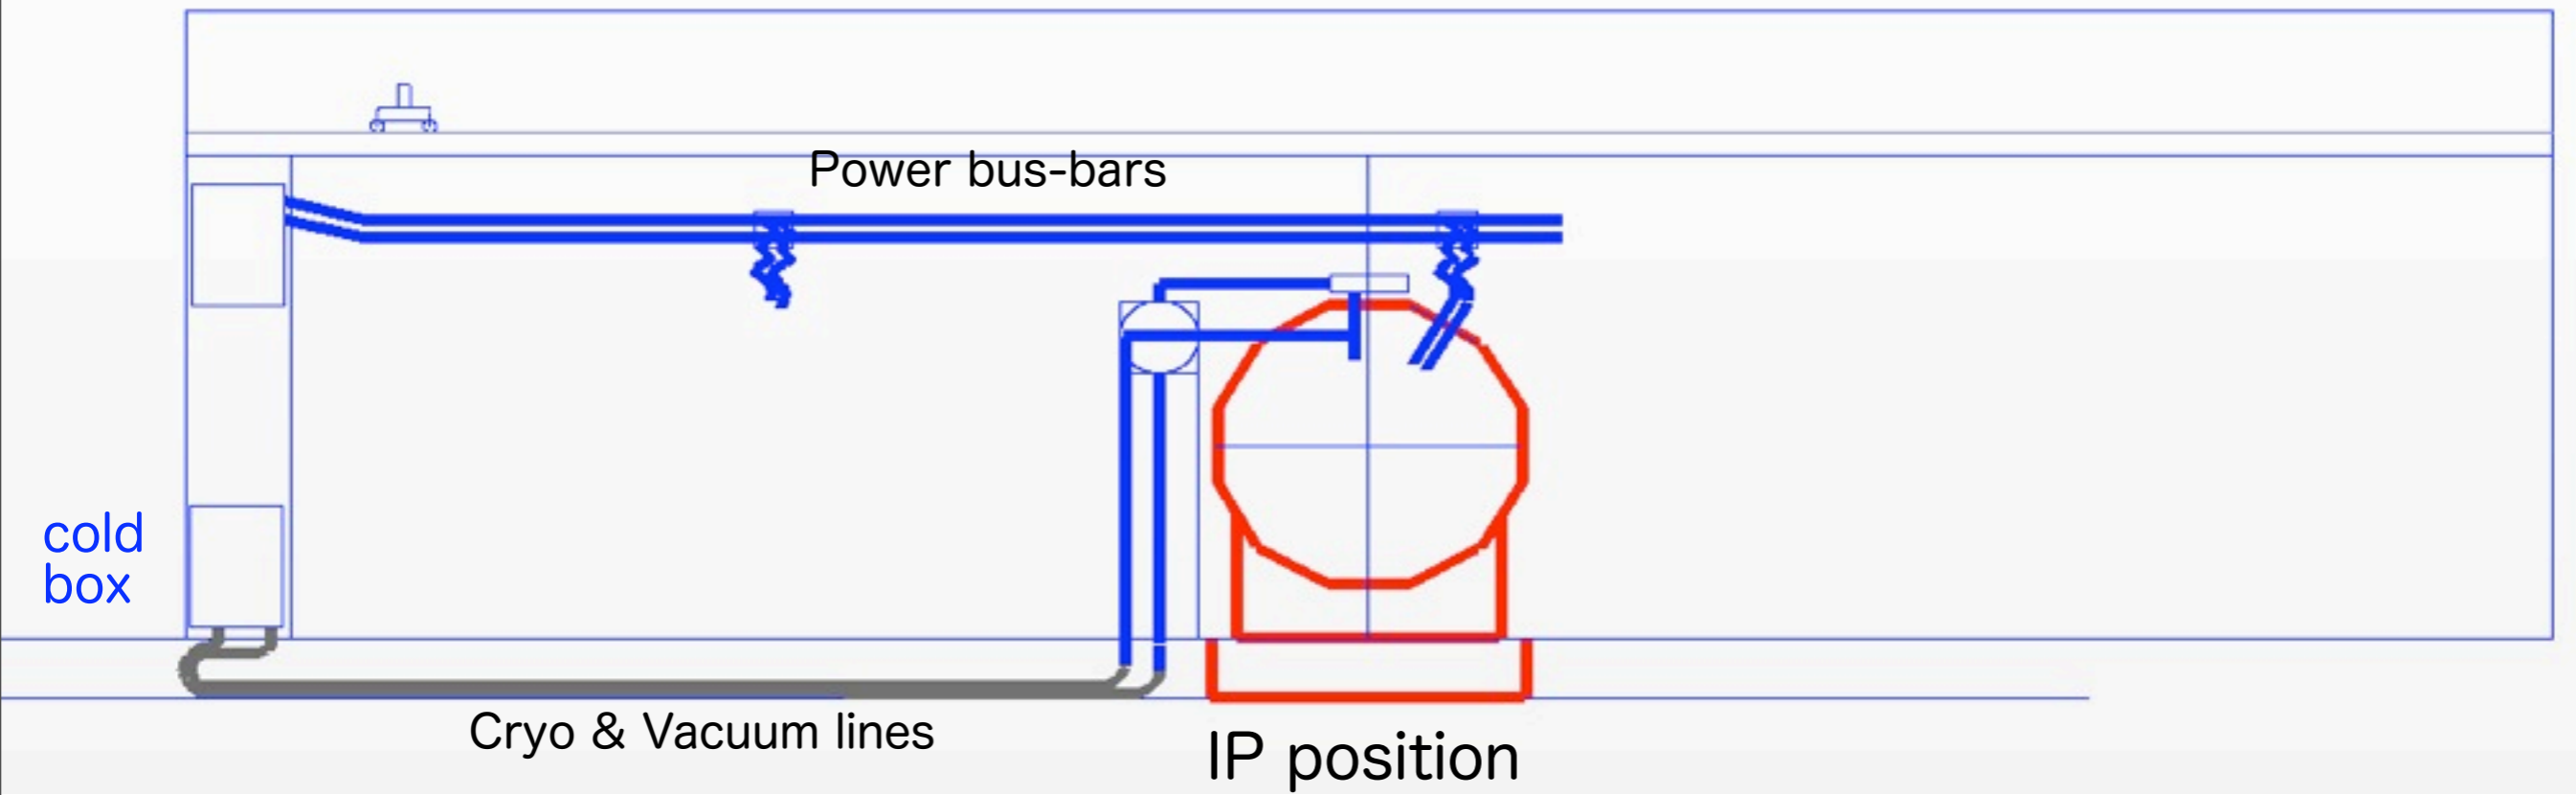 Power bus-bars
cold
box
Cryo & Vacuum lines
IP position